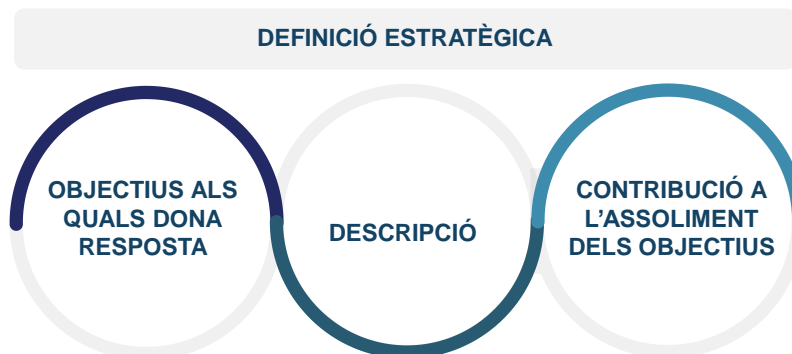 DEFINICIÓ ESTRATÈGICA
OBJECTIUS ALS
QUALS DONA
RESPOSTA
DESCRIPCIÓ
CONTRIBUCIÓ A
L’ASSOLIMENT
DELS OBJECTIUS